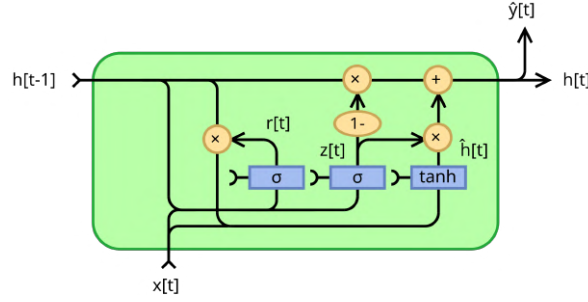 ŷ[t]
h[t-1]
×
+
h[t]
1-
r[t]
×
z[t]
×
ĥ[t]
σ
σ
tanh
x[t]